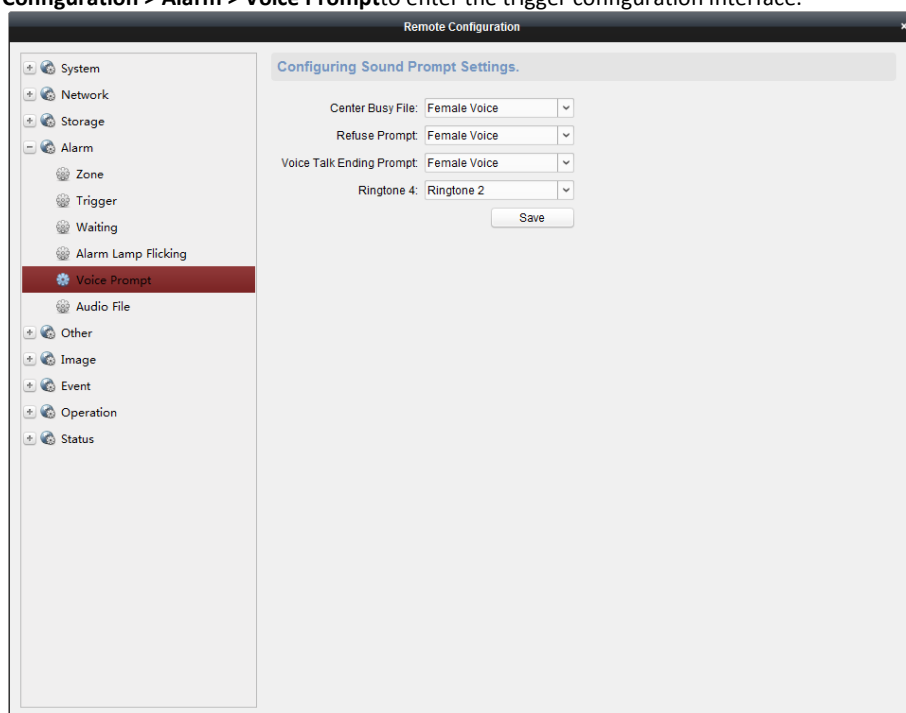 Configuration > Alarm > Voice Promptto enter the trigger configuration interface.
Remote Configuration
System
Network
Storage
Alarm
Zone
Trigger
Waiting
Alarm Lamp Flicking
Voice Prompt
Audio File
Other
Image
Event
Operation
Status
Configuring Sound Prompt Settings.
Center Busy File: Female Voice
Refuse Prompt: Female Voice
Voice Talk Ending Prompt: Female Voice
Ringtone 4: Ringtone 2
Save